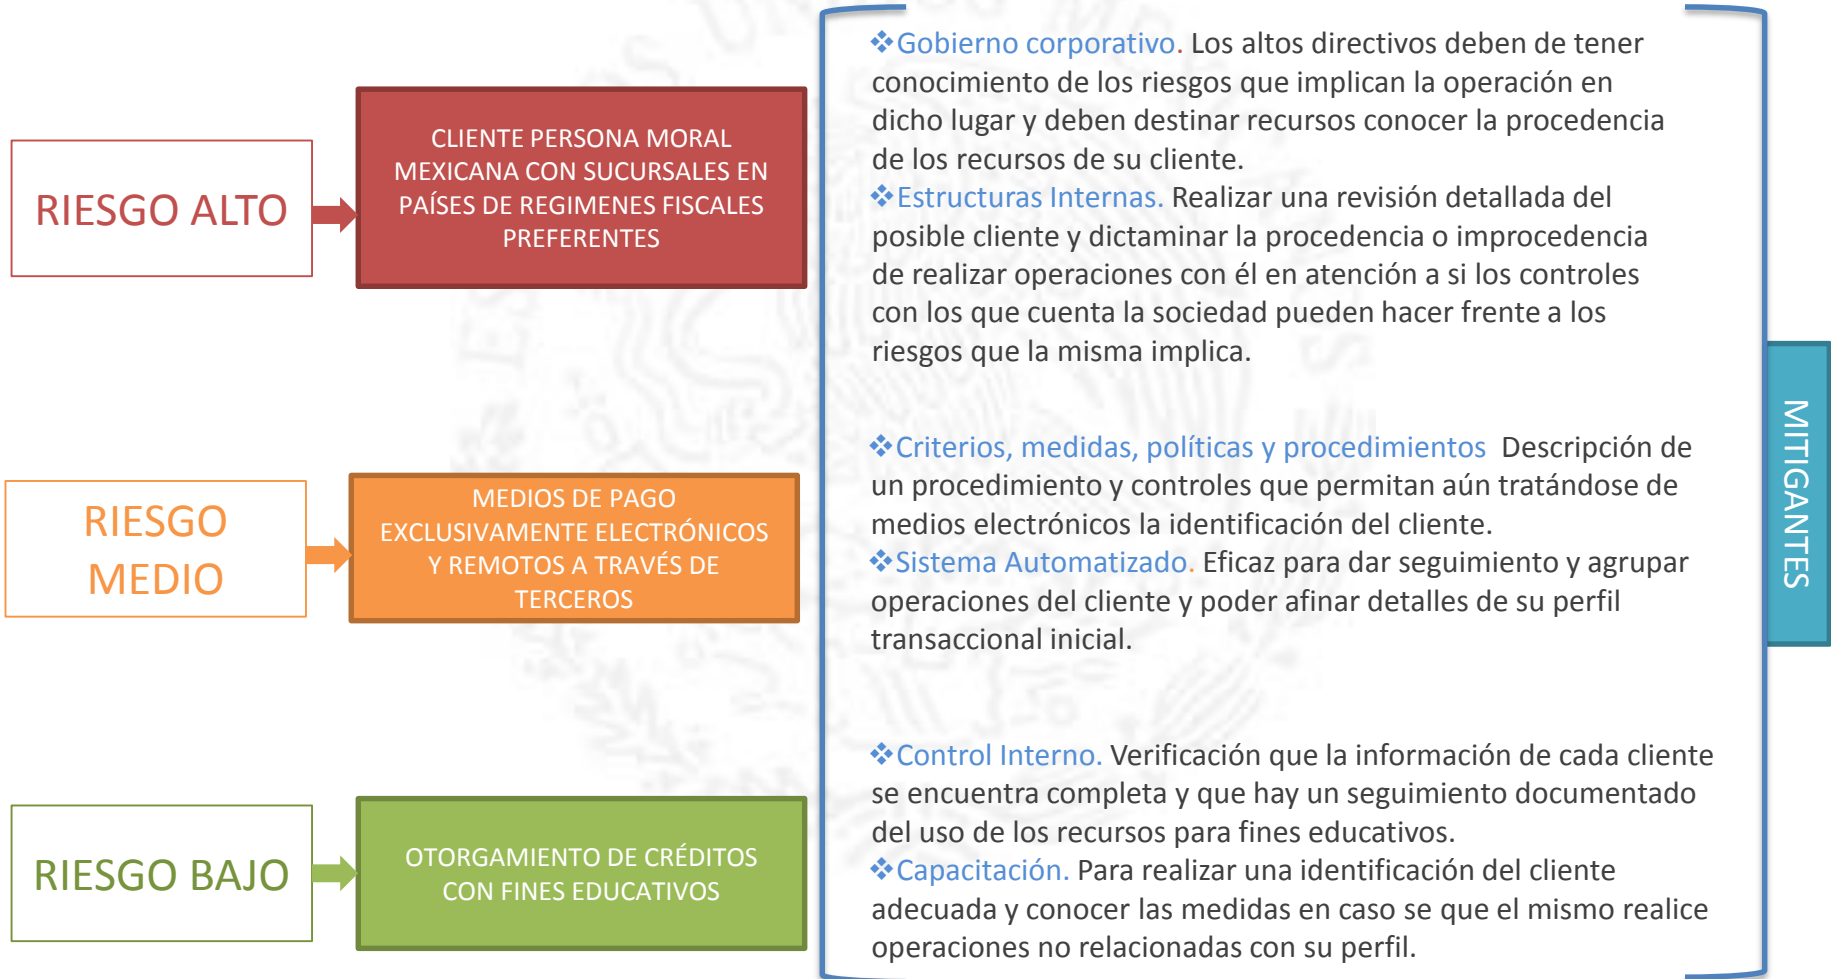 RIESGO ALTO
CLIENTE PERSONA MORAL
MEXICANA CON SUCURSALES EN
PAÍSES DE REGIMENES FISCALES
PREFERENTES
❖Gobierno corporativo. Los altos directivos deben de tener
conocimiento de los riesgos que implican la operación en
dicho lugar y deben destinar recursos conocer la procedencia
de los recursos de su cliente.
❖Estructuras Internas. Realizar una revisión detallada del
posible cliente y dictaminar la procedencia o improcedencia
de realizar operaciones con él en atención a si los controles
con los que cuenta la sociedad pueden hacer frente a los
riesgos que la misma implica.
RIESGO
MEDIO
MEDIOS DE PAGO
EXCLUSIVAMENTE ELECTRÓNICOS
Y REMOTOS A TRAVÉS DE
TERCEROS
❖Criterios, medidas, políticas y procedimientos Descripción de
un procedimiento y controles que permitan aún tratándose de
medios electrónicos la identificación del cliente.
❖Sistema Automatizado. Eficaz para dar seguimiento y agrupar
operaciones del cliente y poder afinar detalles de su perfil
transaccional inicial.
RIESGO BAJO
OTORGAMIENTO DE CRÉDITOS
CON FINES EDUCATIVOS
❖Control Interno. Verificación que la información de cada cliente
se encuentra completa y que hay un seguimiento documentado
del uso de los recursos para fines educativos.
❖Capacitación. Para realizar una identificación del cliente
adecuada y conocer las medidas en caso se que el mismo realice
operaciones no relacionadas con su perfil.
MITIGANTES